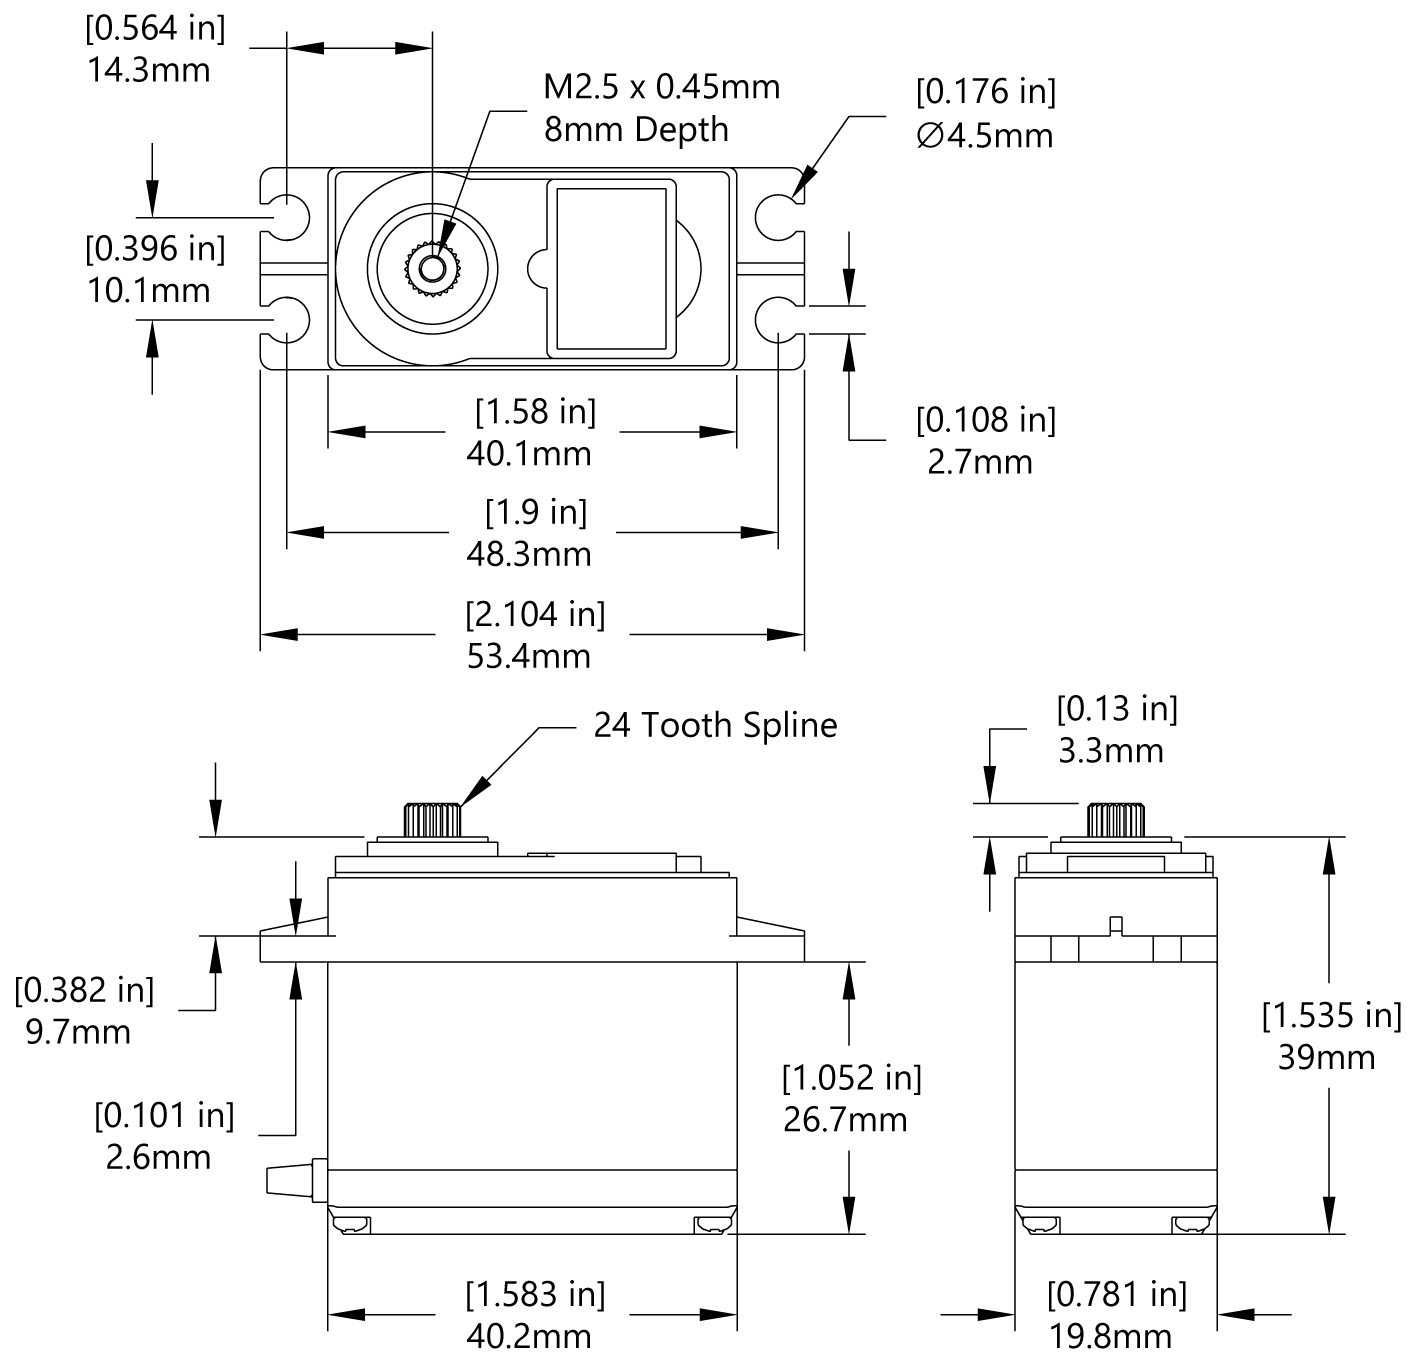 [0.564 in]
14.3mm
M2.5 x 0.45mm
8mm Depth
[0.176 in]
∅4.5mm
[0.396 in]
10.1mm
[1.58 in]
40.1mm
[0.108 in]
2.7mm
[1.9 in]
48.3mm
[2.104 in]
53.4mm
24 Tooth Spline
[0.13 in]
3.3mm
[0.382 in]
9.7mm
[1.535 in]
39mm
[1.052 in]
26.7mm
[0.101 in]
2.6mm
[1.583 in]
40.2mm
[0.781 in]
19.8mm